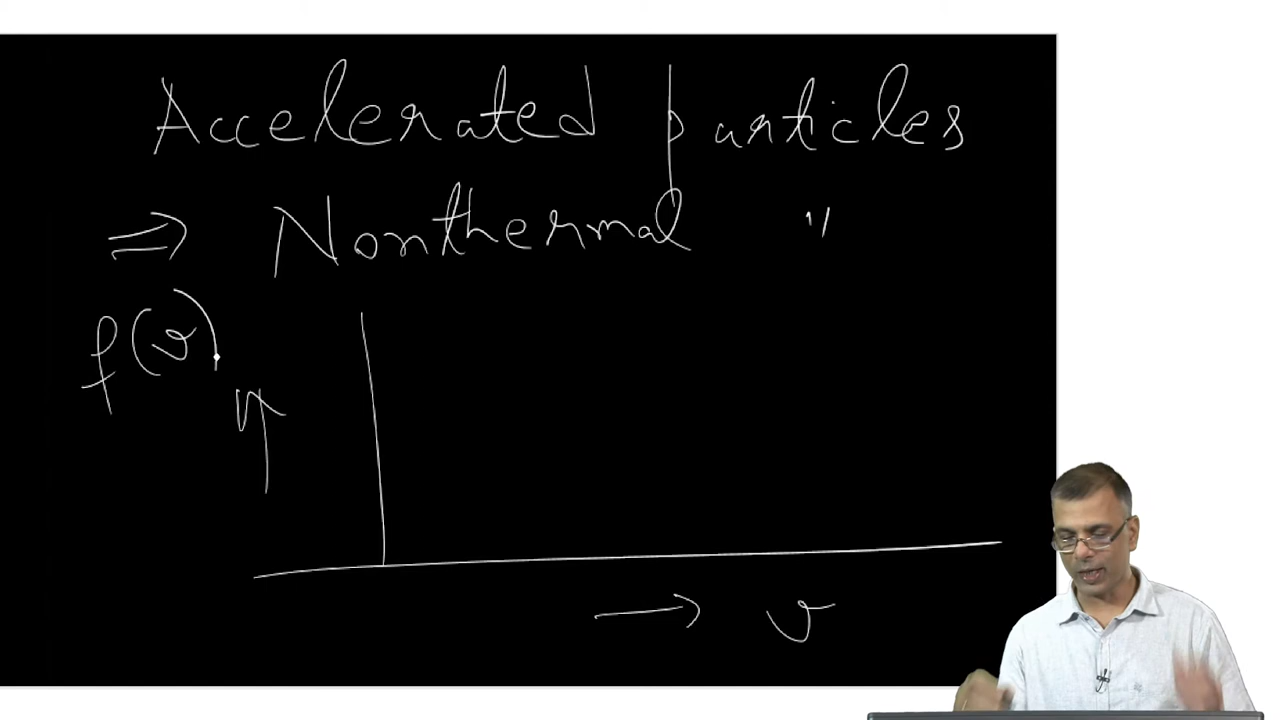 Accelerated particles
⇒ Nonthermal "
f(v)
↑
→ v